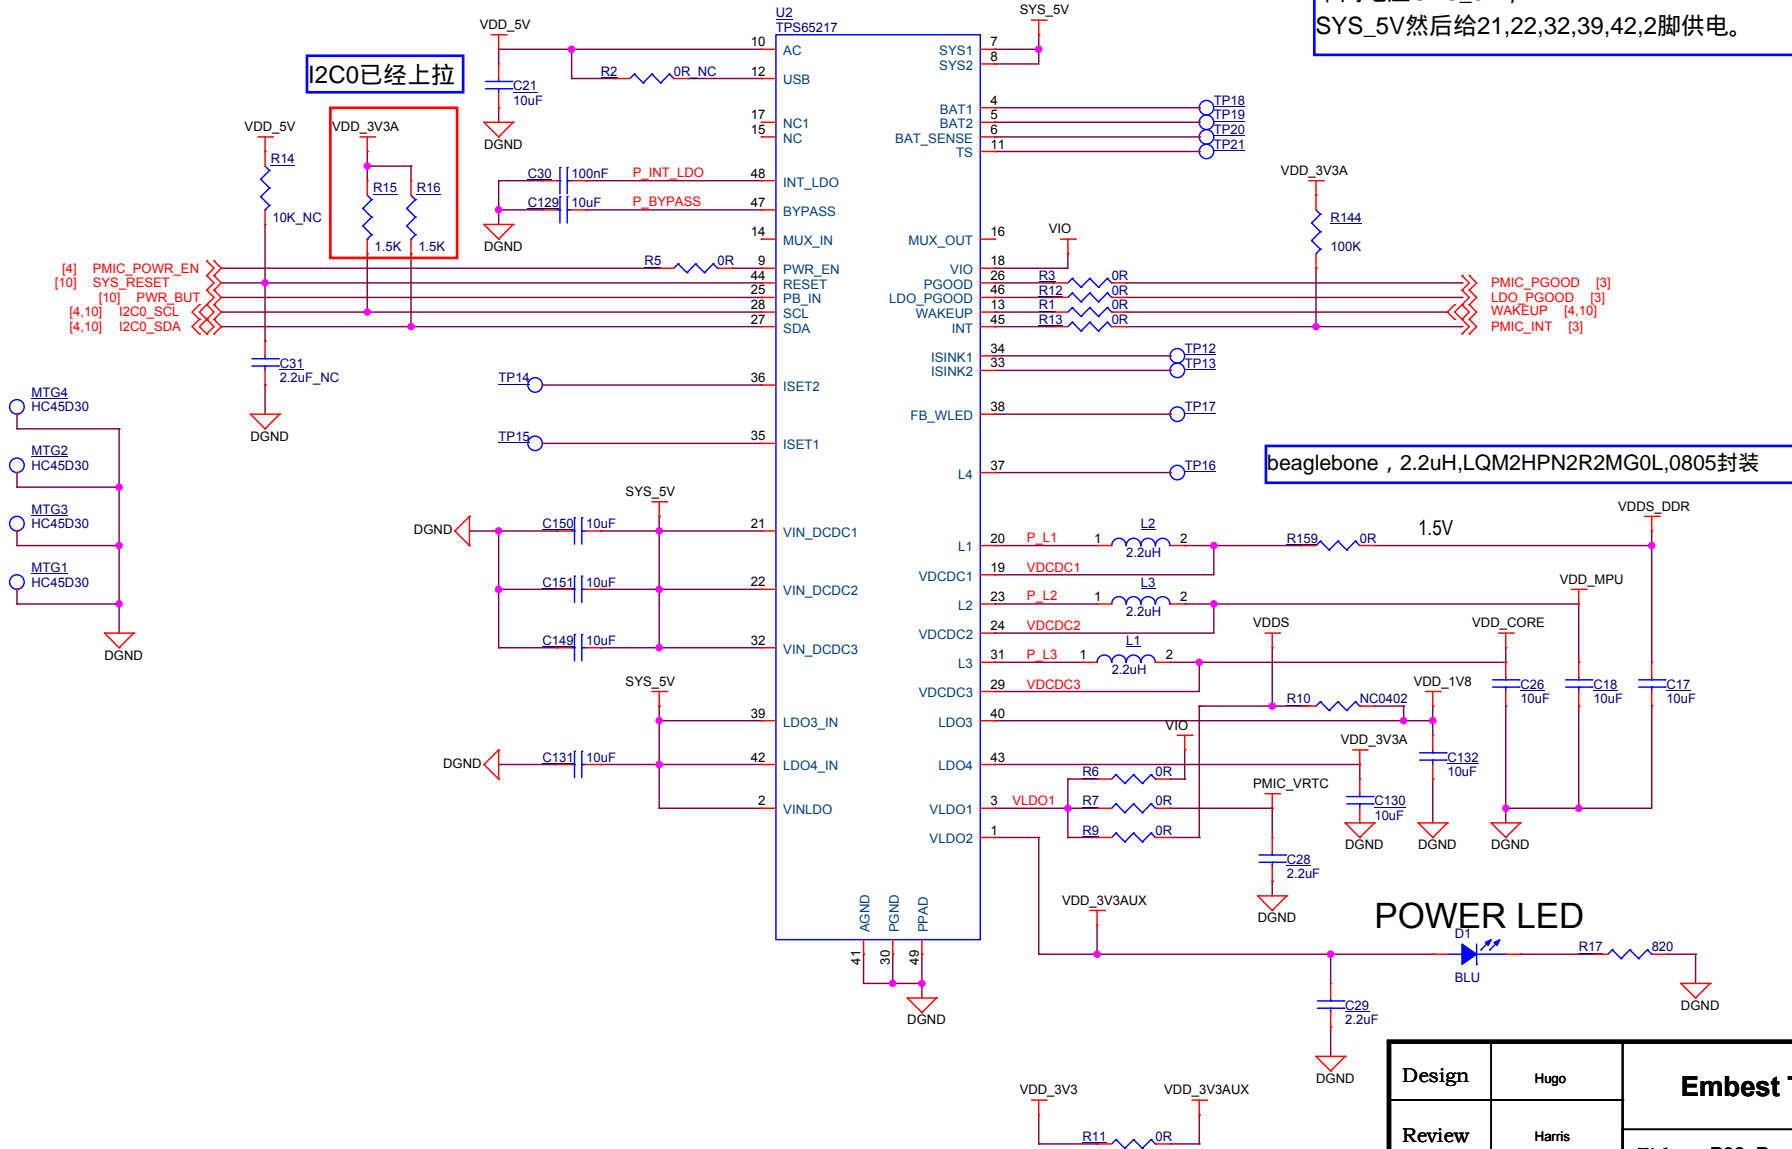 SYS_5V然后给21,22,32,39,42,2脚供电。
I2C0已经上拉
U2
TPS65217
VDD_5V
SYS_5V
10 AC
12 USB
R2 0R_NC
C21
10uF
DGND
17 NC1
15 NC
C30 100nF P_INT_LDO 48 INT_LDO
C129 10uF P_BYPASS 47 BYPASS
DGND
14 MUX_IN
VDD_5V
R14
10K_NC
VDD_3V3A
R15 R16
1.5K 1.5K
[4] PMIC_POWR_EN R5 0R 9 PWR_EN
[10] SYS_RESET 44 RESET
[10] PWR_BUT 25 PB_IN
[4,10] I2C0_SCL 28 SCL
[4,10] I2C0_SDA 27 SDA
C31
2.2uF_NC
DGND
TP14 36 ISET2
TP15 35 ISET1
MTG4
HC45D30
MTG2
HC45D30
MTG3
HC45D30
MTG1
HC45D30
DGND
SYS_5V
DGND C150 10uF 21 VIN_DCDC1
C151 10uF 22 VIN_DCDC2
C149 10uF 32 VIN_DCDC3
SYS_5V
39 LDO3_IN
DGND C131 10uF 42 LDO4_IN
2 VINLDO
AGND PGND PPAD
41 30 49
DGND
SYS1 7
SYS2 8
BAT1 4 TP18
BAT2 5 TP19
BAT_SENSE 6 TP20
TS 11 TP21
VDD_3V3A
R144
100K
MUX_OUT 16
VIO
VIO 18
PGOOD 26 R3 0R PMIC_PGOOD [3]
LDO_PGOOD 46 R12 0R LDO_PGOOD [3]
WAKEUP 13 R1 0R WAKEUP [4,10]
INT 45 R13 0R PMIC_INT [3]
ISINK1 34 TP12
ISINK2 33 TP13
FB_WLED 38 TP17
L4 37 TP16
beaglebone , 2.2uH,LQM2HPN2R2MG0L,0805封装
L1 20 P_L1 1 L2 2
2.2uH
R159 0R 1.5V VDDS_DDR
VDCDC1 19 VDCDC1
L2 23 P_L2 1 L3 2
2.2uH
VDD_MPU
VDCDC2 24 VDCDC2
L3 31 P_L3 1 L1 2
2.2uH
VDDS
VDD_CORE
VDCDC3 29 VDCDC3
LDO3 40
R10 NC0402
VDD_1V8
C26
10uF
C18
10uF
C17
10uF
VIO
LDO4 43
VDD_3V3A
C132
10uF
R6 0R
VLDO1 3 VLDO1 R7 0R
PMIC_VRTC
C130
10uF
VLDO2 1 R9 0R
DGND DGND DGND
C28
2.2uF
DGND
VDD_3V3AUX
POWER LED
D1
BLU
R17 820
DGND
C29
2.2uF
DGND
VDD_3V3
VDD_3V3AUX
R11 0R
Design Hugo
Embest
Review Harris